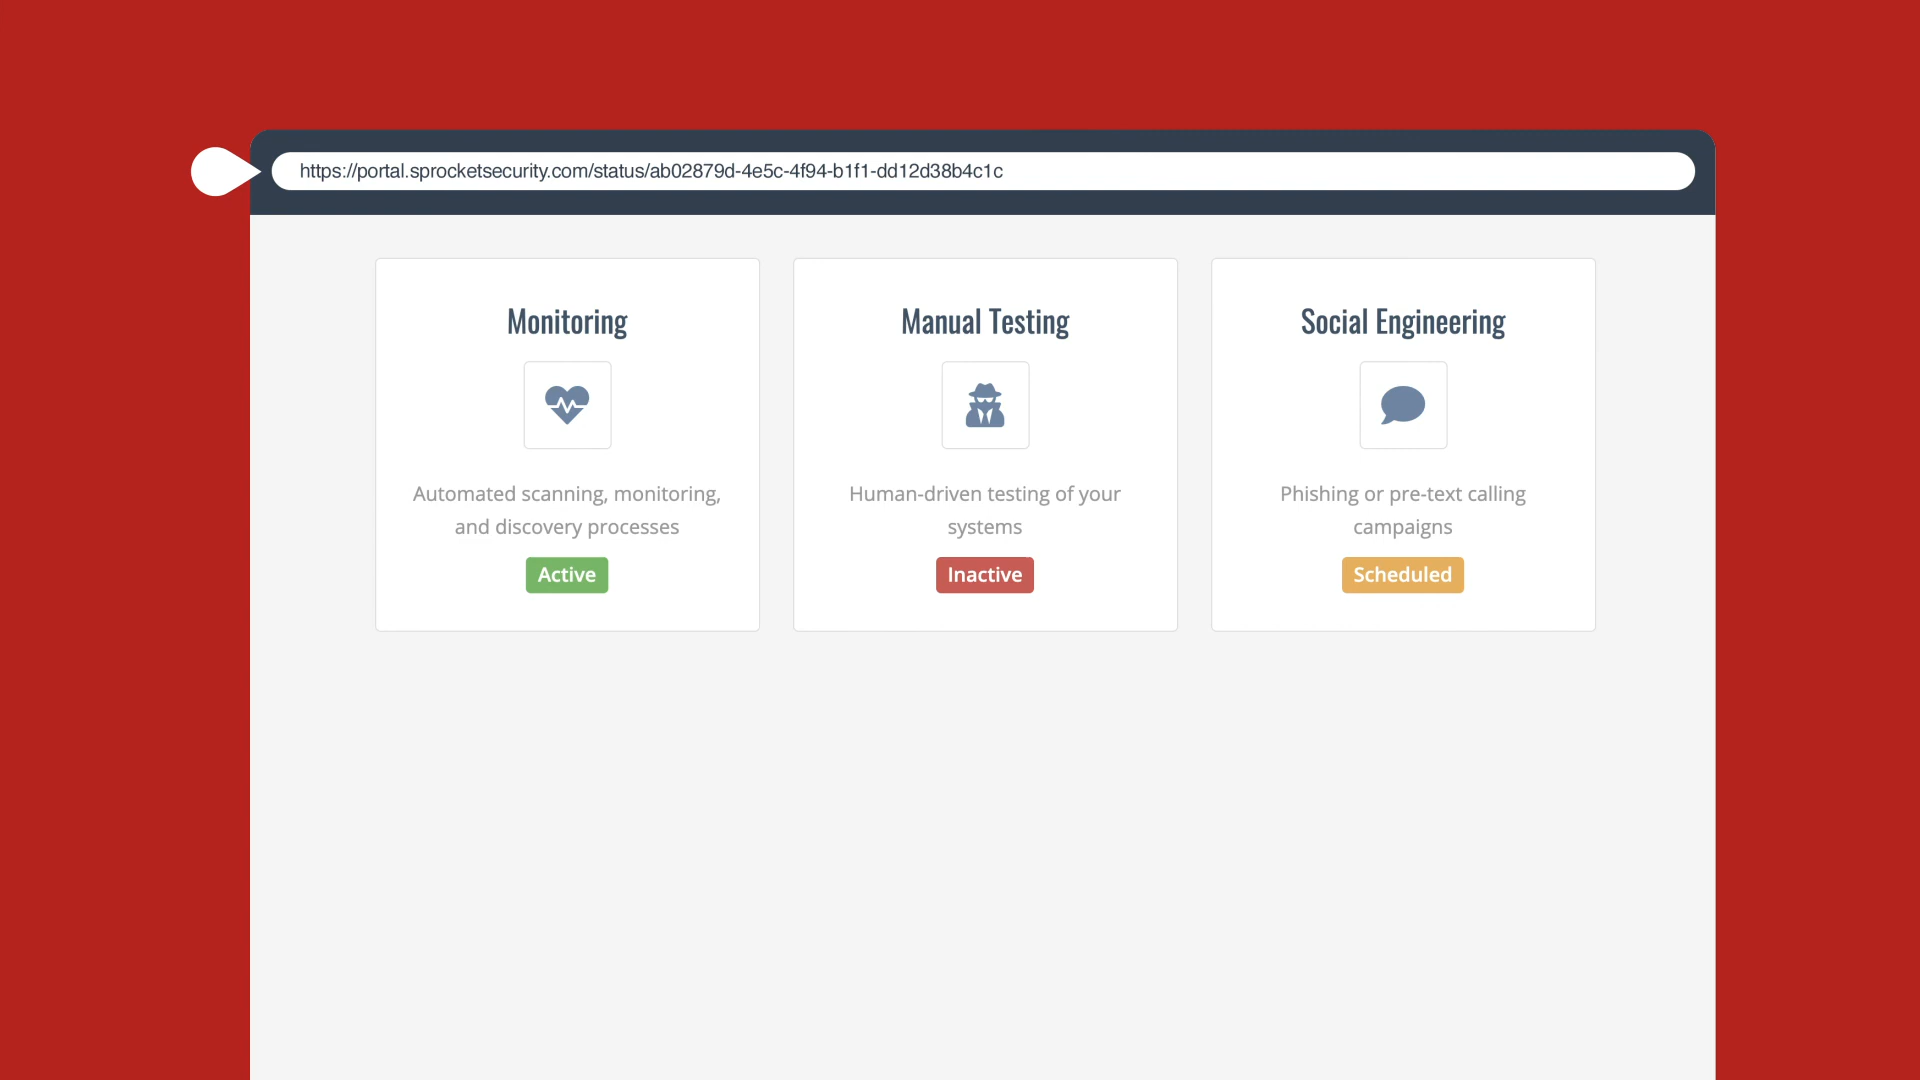 https://portal.sprocketsecurity.com/status/ab02879d-4e5c-4f94-b1f1-dd12d38b4c1c
Monitoring
Automated scanning, monitoring,
and discovery processes
Active
Manual Testing
Human-driven testing of your
systems
Inactive
Social Engineering
Phishing or pre-text calling
campaigns
Scheduled